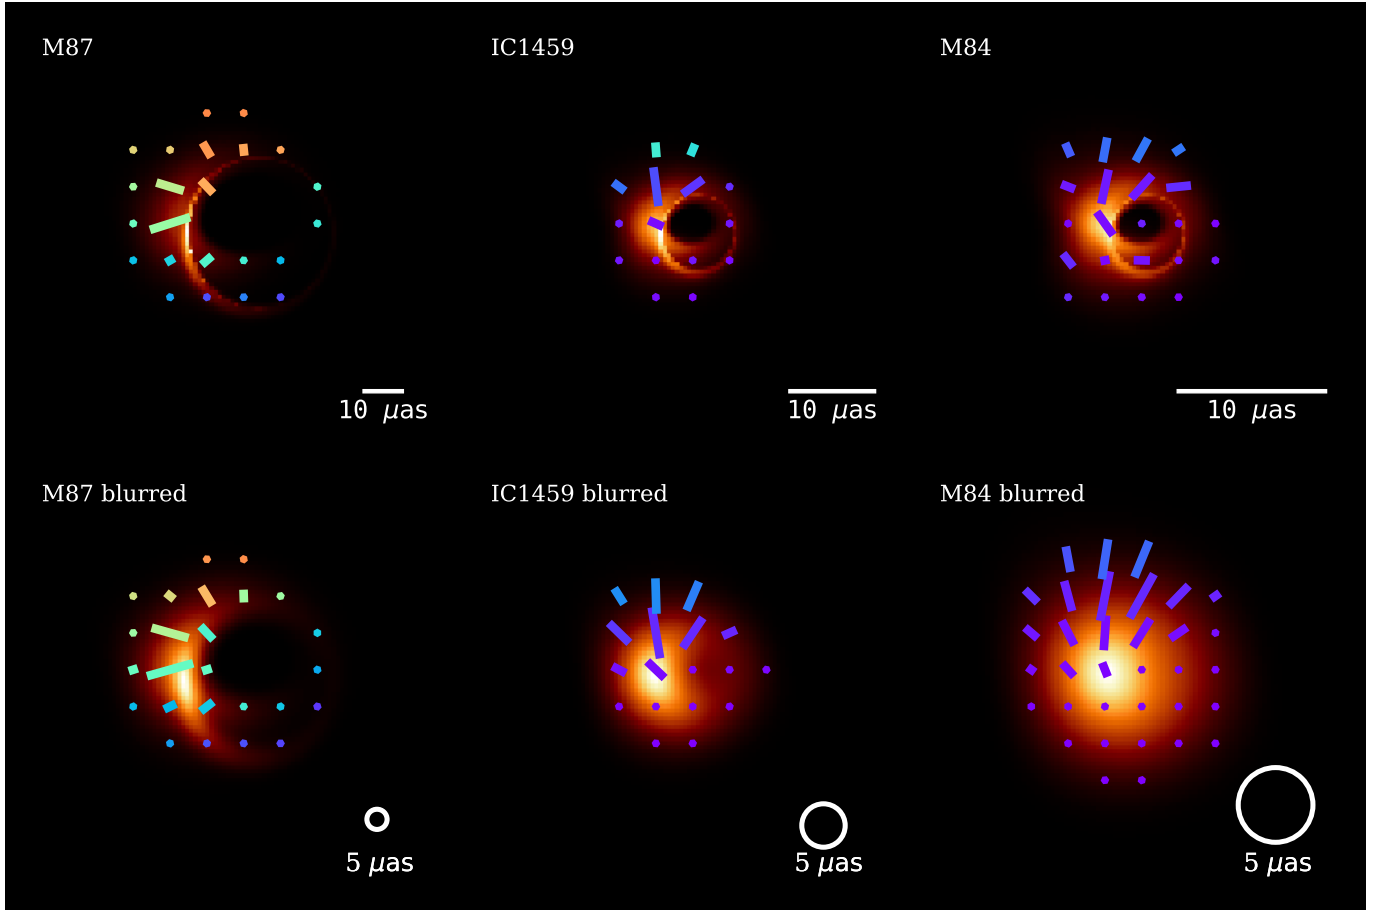 M87
IC1459
M84
10 μas
10 μas
10 μas
M87 blurred
IC1459 blurred
M84 blurred
5 μas
5 μas
5 μas